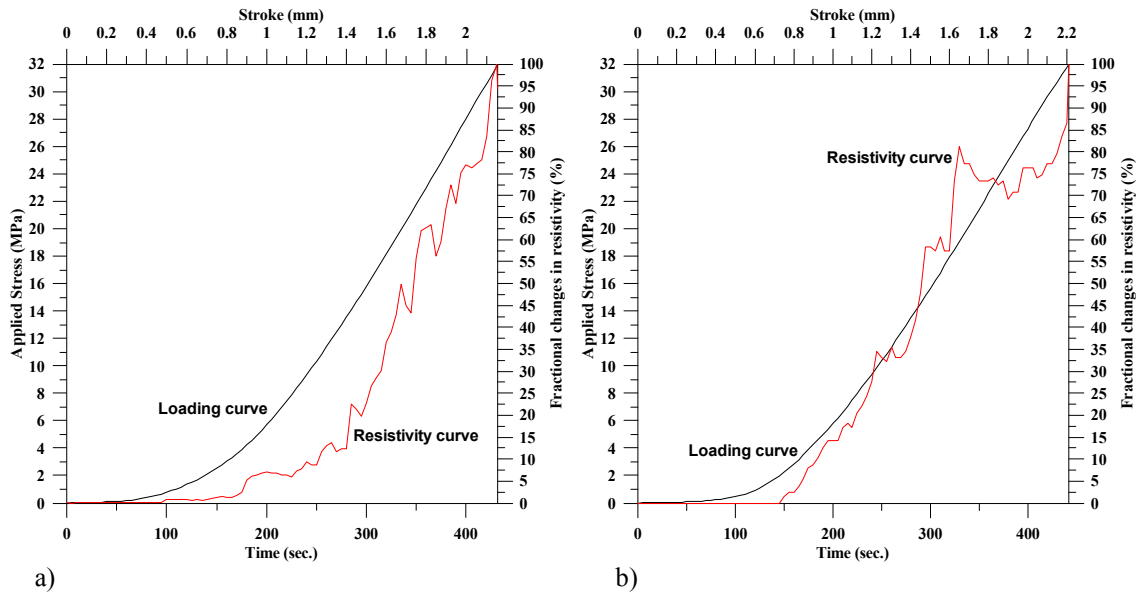 Stroke (mm)
0 0.2 0.4 0.6 0.8 1 1.2 1.4 1.6 1.8 2
32 30 28 26 24 22 20 18 16 14 12 10 8 6 4 2 0
Applied Stress (MPa)
100 95 90 85 80 75 70 65 60 55 50 45 40 35 30 25 20 15 10 5 0
Fractional changes in resistivity (%)
Loading curve
Resistivity curve
0 100 200 300 400
Time (sec.)
a)
Stroke (mm)
0 0.2 0.4 0.6 0.8 1 1.2 1.4 1.6 1.8 2 2.2
32 30 28 26 24 22 20 18 16 14 12 10 8 6 4 2 0
Applied Stress (MPa)
100 95 90 85 80 75 70 65 60 55 50 45 40 35 30 25 20 15 10 5 0
Fractional changes in resistivity (%)
Resistivity curve
Loading curve
0 100 200 300 400
Time (sec.)
b)